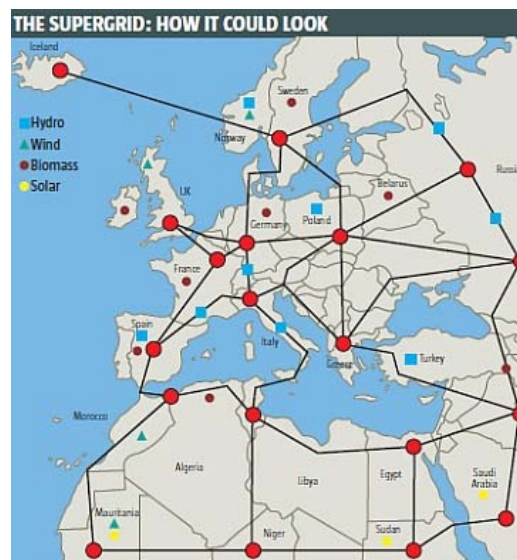 THE SUPERGRID: HOW IT COULD LOOK
Iceland
Sweden
Hydro
Wind
Biomass
Solar
Norway
Russ
UK
Belarus
Poland
Germany
France
Spain
Italy
Greece
Turkey
Morocco
Algeria
Libya
Egypt
Saudi
Arabia
Mauritania
Niger
Sudan